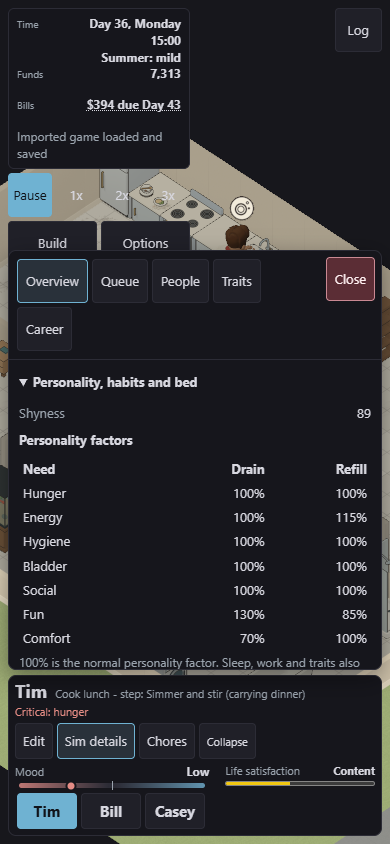 Time Day 36, Monday
15:00
Summer: mild
Funds 7,313
Bills $394 due Day 43
Imported game loaded and
saved
Log
Pause 1x 2x 3x
Build Options
Overview Queue People Traits Close
Career
▼ Personality, habits and bed
Shyness 89
Personality factors
Need Drain Refill
Hunger 100% 100%
Energy 100% 115%
Hygiene 100% 100%
Bladder 100% 100%
Social 100% 100%
Fun 130% 85%
Comfort 70% 100%
100% is the normal personality factor. Sleep, work and traits also
Tim Cook lunch - step: Simmer and stir (carrying dinner)
Critical: hunger
Edit Sim details Chores Collapse
Mood Low Life satisfaction Content
Tim Bill Casey